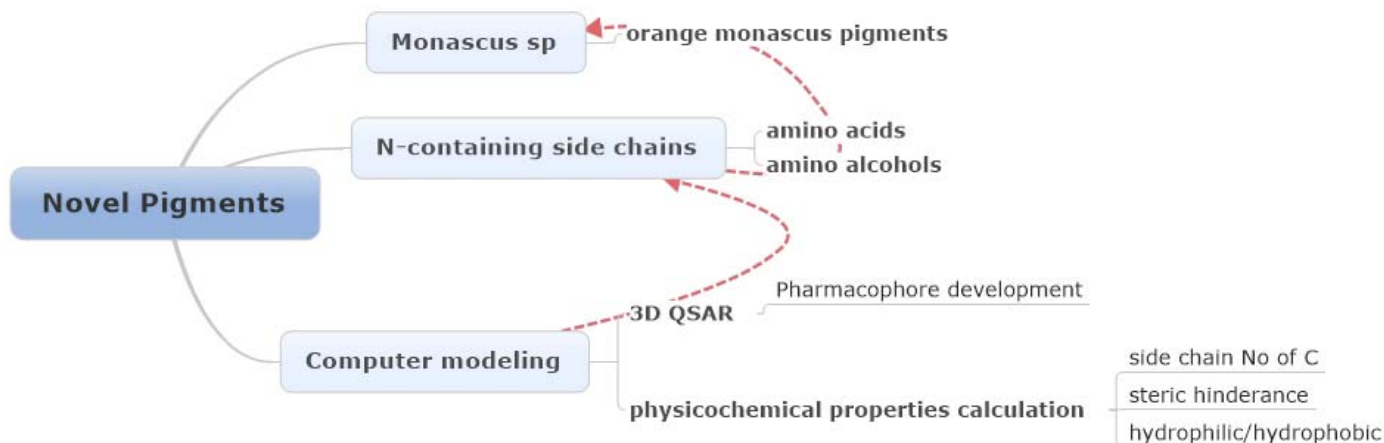 Monascus sp
orange monascus pigments
N-containing side chains
amino acids
amino alcohols
Novel Pigments
3D QSAR
Pharmacophore development
Computer modeling
physicochemical properties calculation
side chain No of C
steric hinderance
hydrophilic/hydrophobic